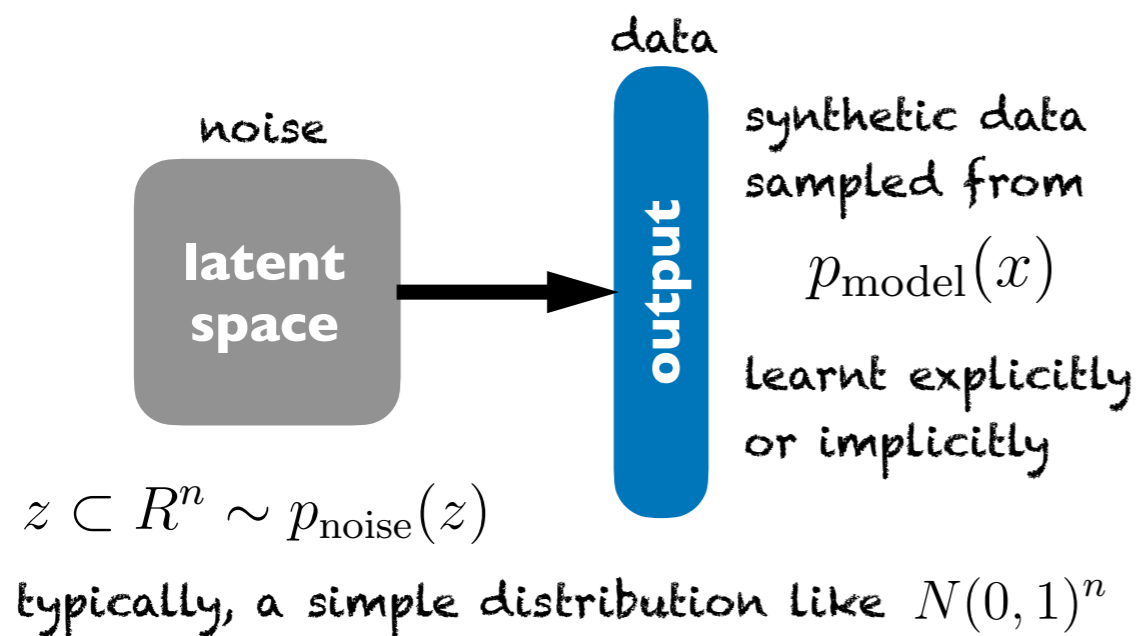 data
noise
synthetic data
sampled from
latent
space
output
p_model(x)
learnt explicitly
or implicitly
z ⊂ Rⁿ ∼ p_noise(z)
typically, a simple distribution like N(0, 1)ⁿ